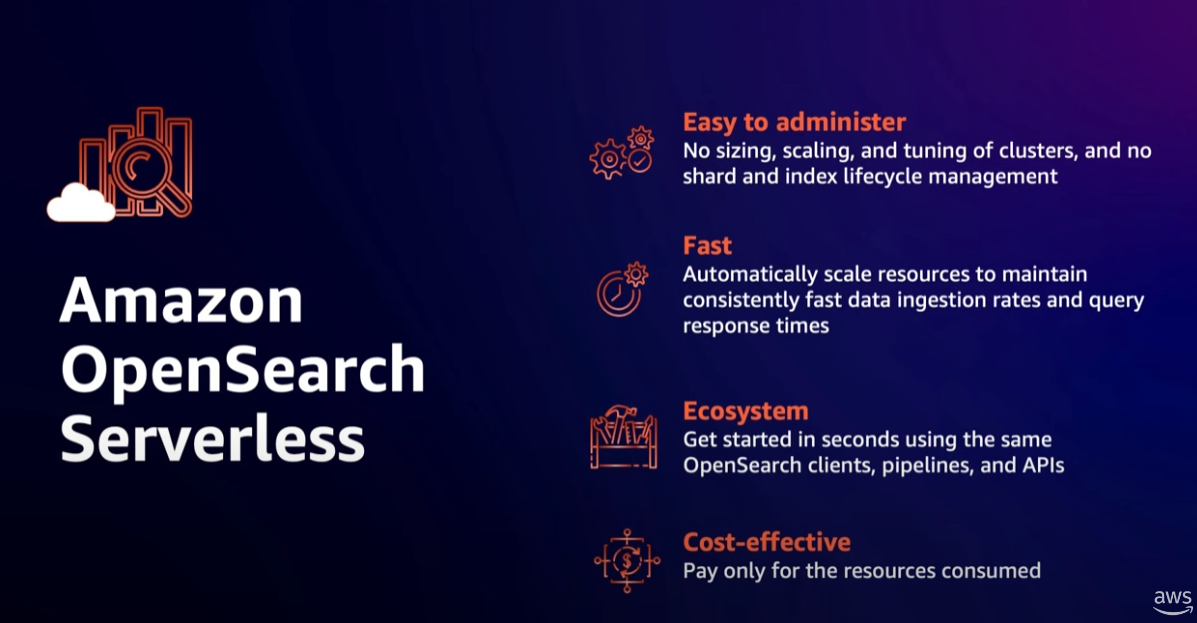 Amazon
OpenSearch
Serverless
Easy to administer
No sizing, scaling, and tuning of clusters, and no
shard and index lifecycle management
Fast
Automatically scale resources to maintain
consistently fast data ingestion rates and query
response times
Ecosystem
Get started in seconds using the same
OpenSearch clients, pipelines, and APIs
Cost-effective
Pay only for the resources consumed
$
aws